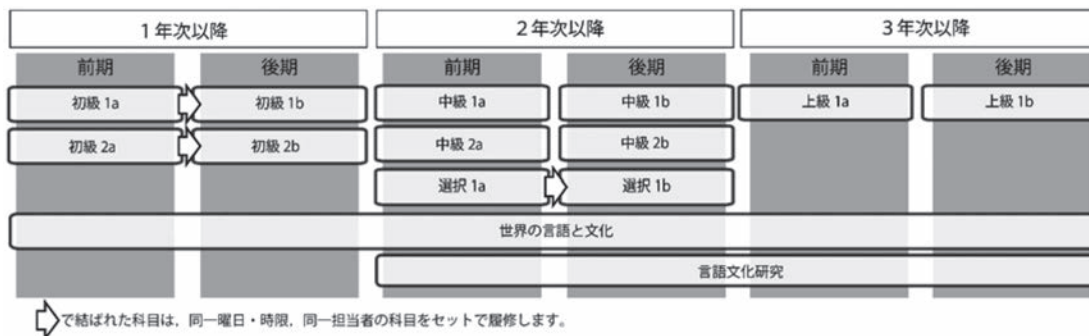 1年次以降 2年次以降 3年次以降
前期 後期 前期 後期 前期 後期
初級 1a 初級 1b 中級 1a 中級 1b 上級 1a 上級 1b
初級 2a 初級 2b 中級 2a 中級 2b
選択 1a 選択 1b
世界の言語と文化
言語文化研究
で結ばれた科目は，同一曜日・時限，同一担当者の科目をセットで履修します。